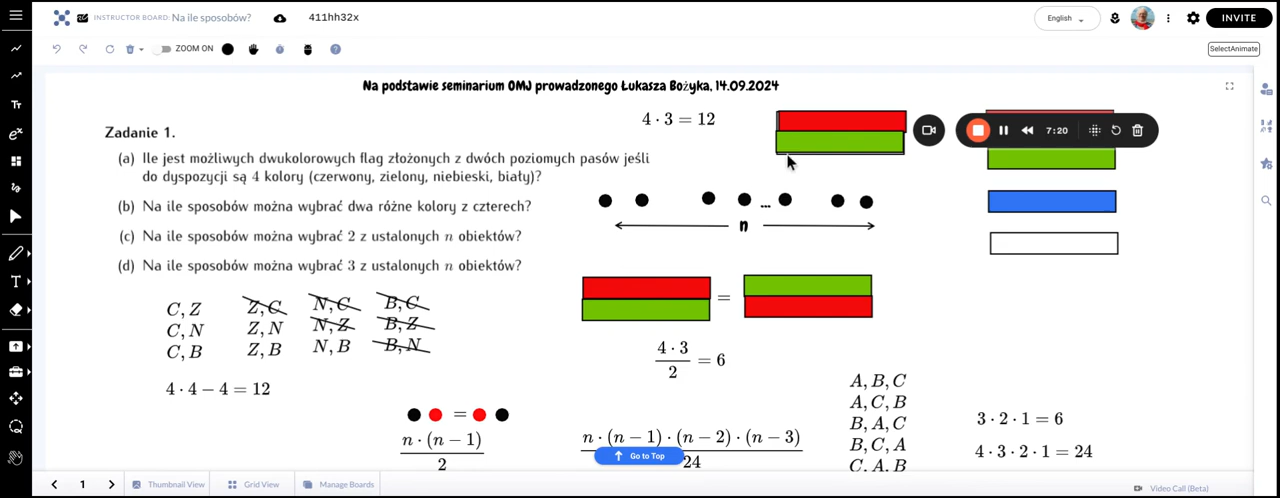 INSTRUCTOR BOARD: Na ile sposobów?
411hh32x
English
INVITE
ZOOM ON
SelectAnimate
Na podstawie seminarium OMJ prowadzonego Łukasza Bożyka, 14.09.2024
4 · 3 = 12
7:20
Zadanie 1.
(a) Ile jest możliwych dwukolorowych flag złożonych z dwóch poziomych pasów jeśli
do dyspozycji są 4 kolory (czerwony, zielony, niebieski, biały)?
(b) Na ile sposobów można wybrać dwa różne kolory z czterech?
(c) Na ile sposobów można wybrać 2 z ustalonych n obiektów?
(d) Na ile sposobów można wybrać 3 z ustalonych n obiektów?
...
n
C, Z Z, C N, C B, C
C, N Z, N N, Z B, Z
C, B Z, B N, B B, N
=
4 · 3 / 2 = 6
4 · 4 − 4 = 12
=
n · (n − 1) / 2
n · (n − 1) · (n − 2) · (n − 3) / 24
A, B, C
A, C, B
B, A, C
B, C, A
C, A, B
3 · 2 · 1 = 6
4 · 3 · 2 · 1 = 24
Go to Top
1
Thumbnail View
Grid View
Manage Boards
Video Call (Beta)